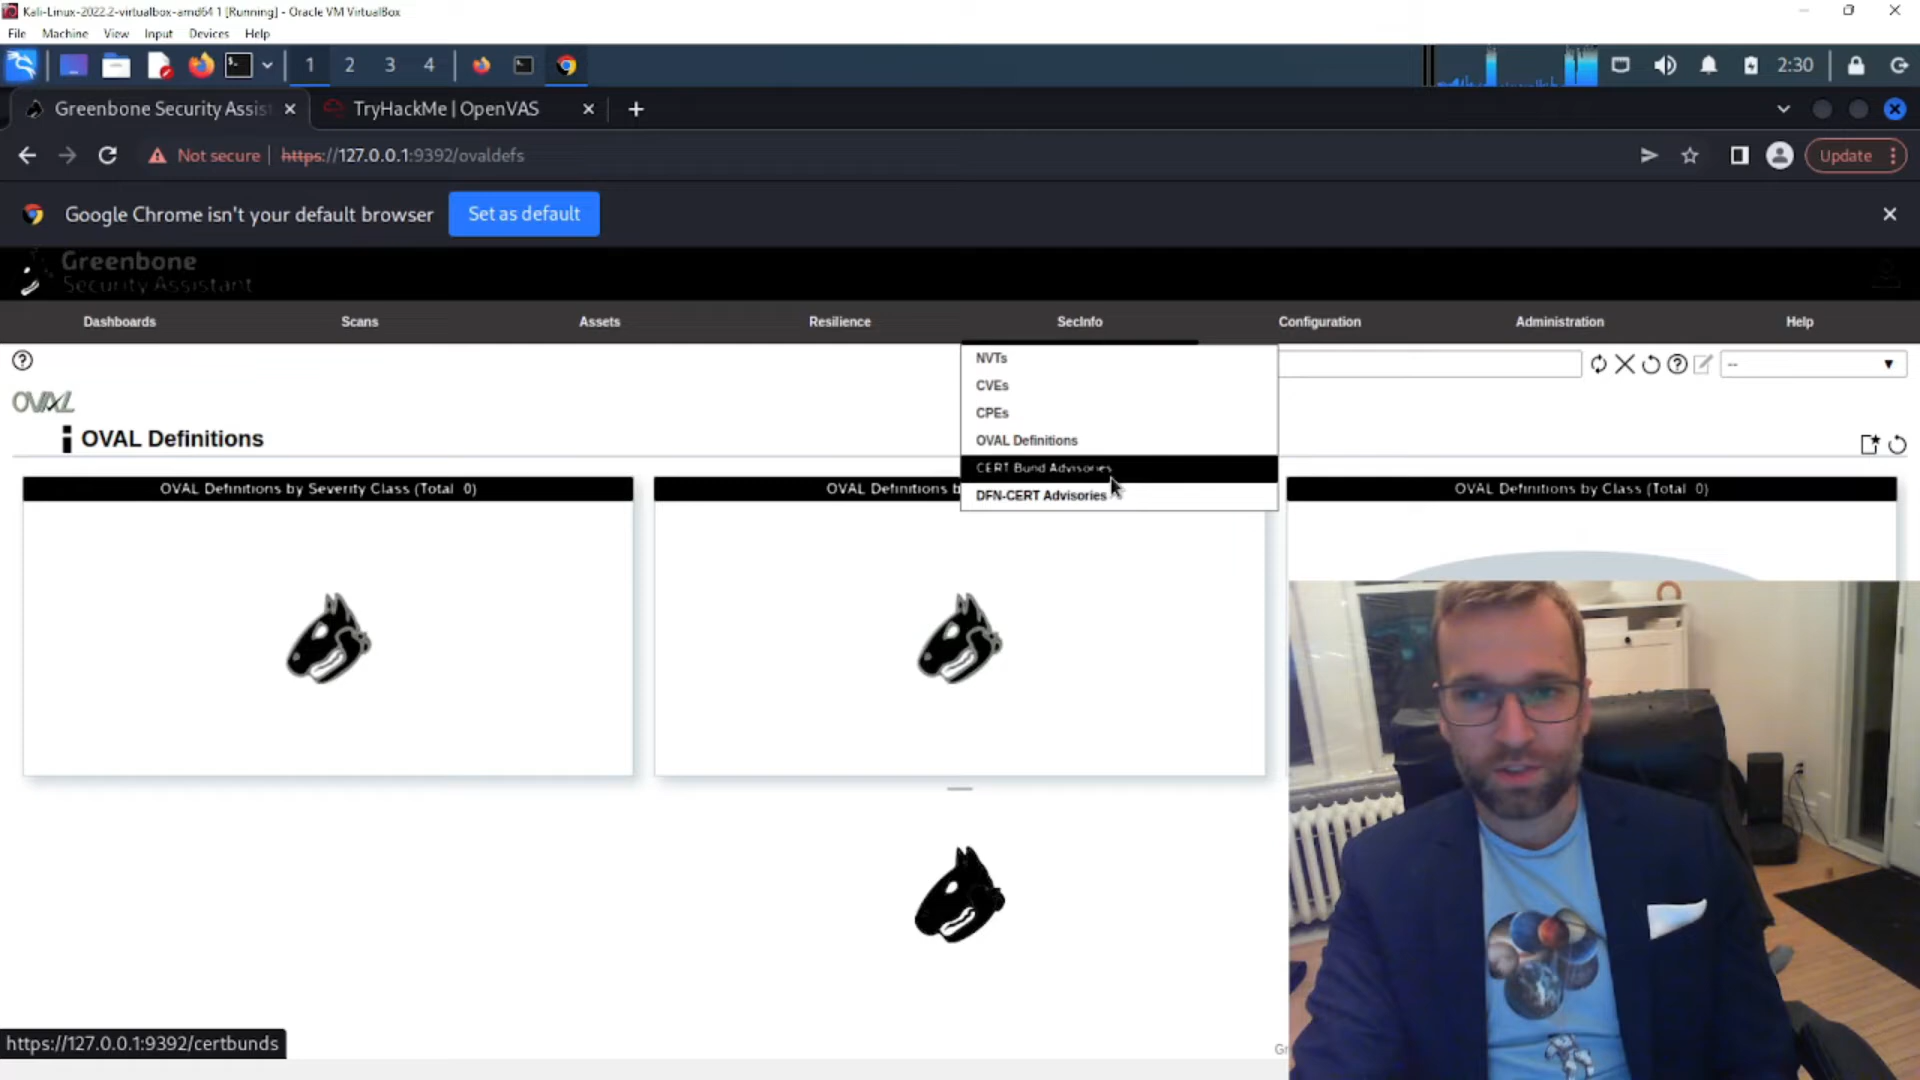 Kali-Linux-2022.2-virtualbox-amd64 1 [Running] - Oracle VM VirtualBox
File Machine View Input Devices Help
1 2 3 4
2:30
Greenbone Security Assist
TryHackMe | OpenVAS
Not secure https://127.0.0.1:9392/ovaldefs
Update
Google Chrome isn't your default browser
Set as default
Greenbone
Security Assistant
Dashboards Scans Assets Resilience SecInfo Configuration Administration Help
NVTs
--
CVEs
OVAL
CPEs
OVAL Definitions
OVAL Definitions
CERT Bund Advisories
DFN-CERT Advisories
OVAL Definitions by Severity Class (Total 0)
OVAL Definitions b
OVAL Definitions by Class (Total 0)
https://127.0.0.1:9392/certbunds
Gr